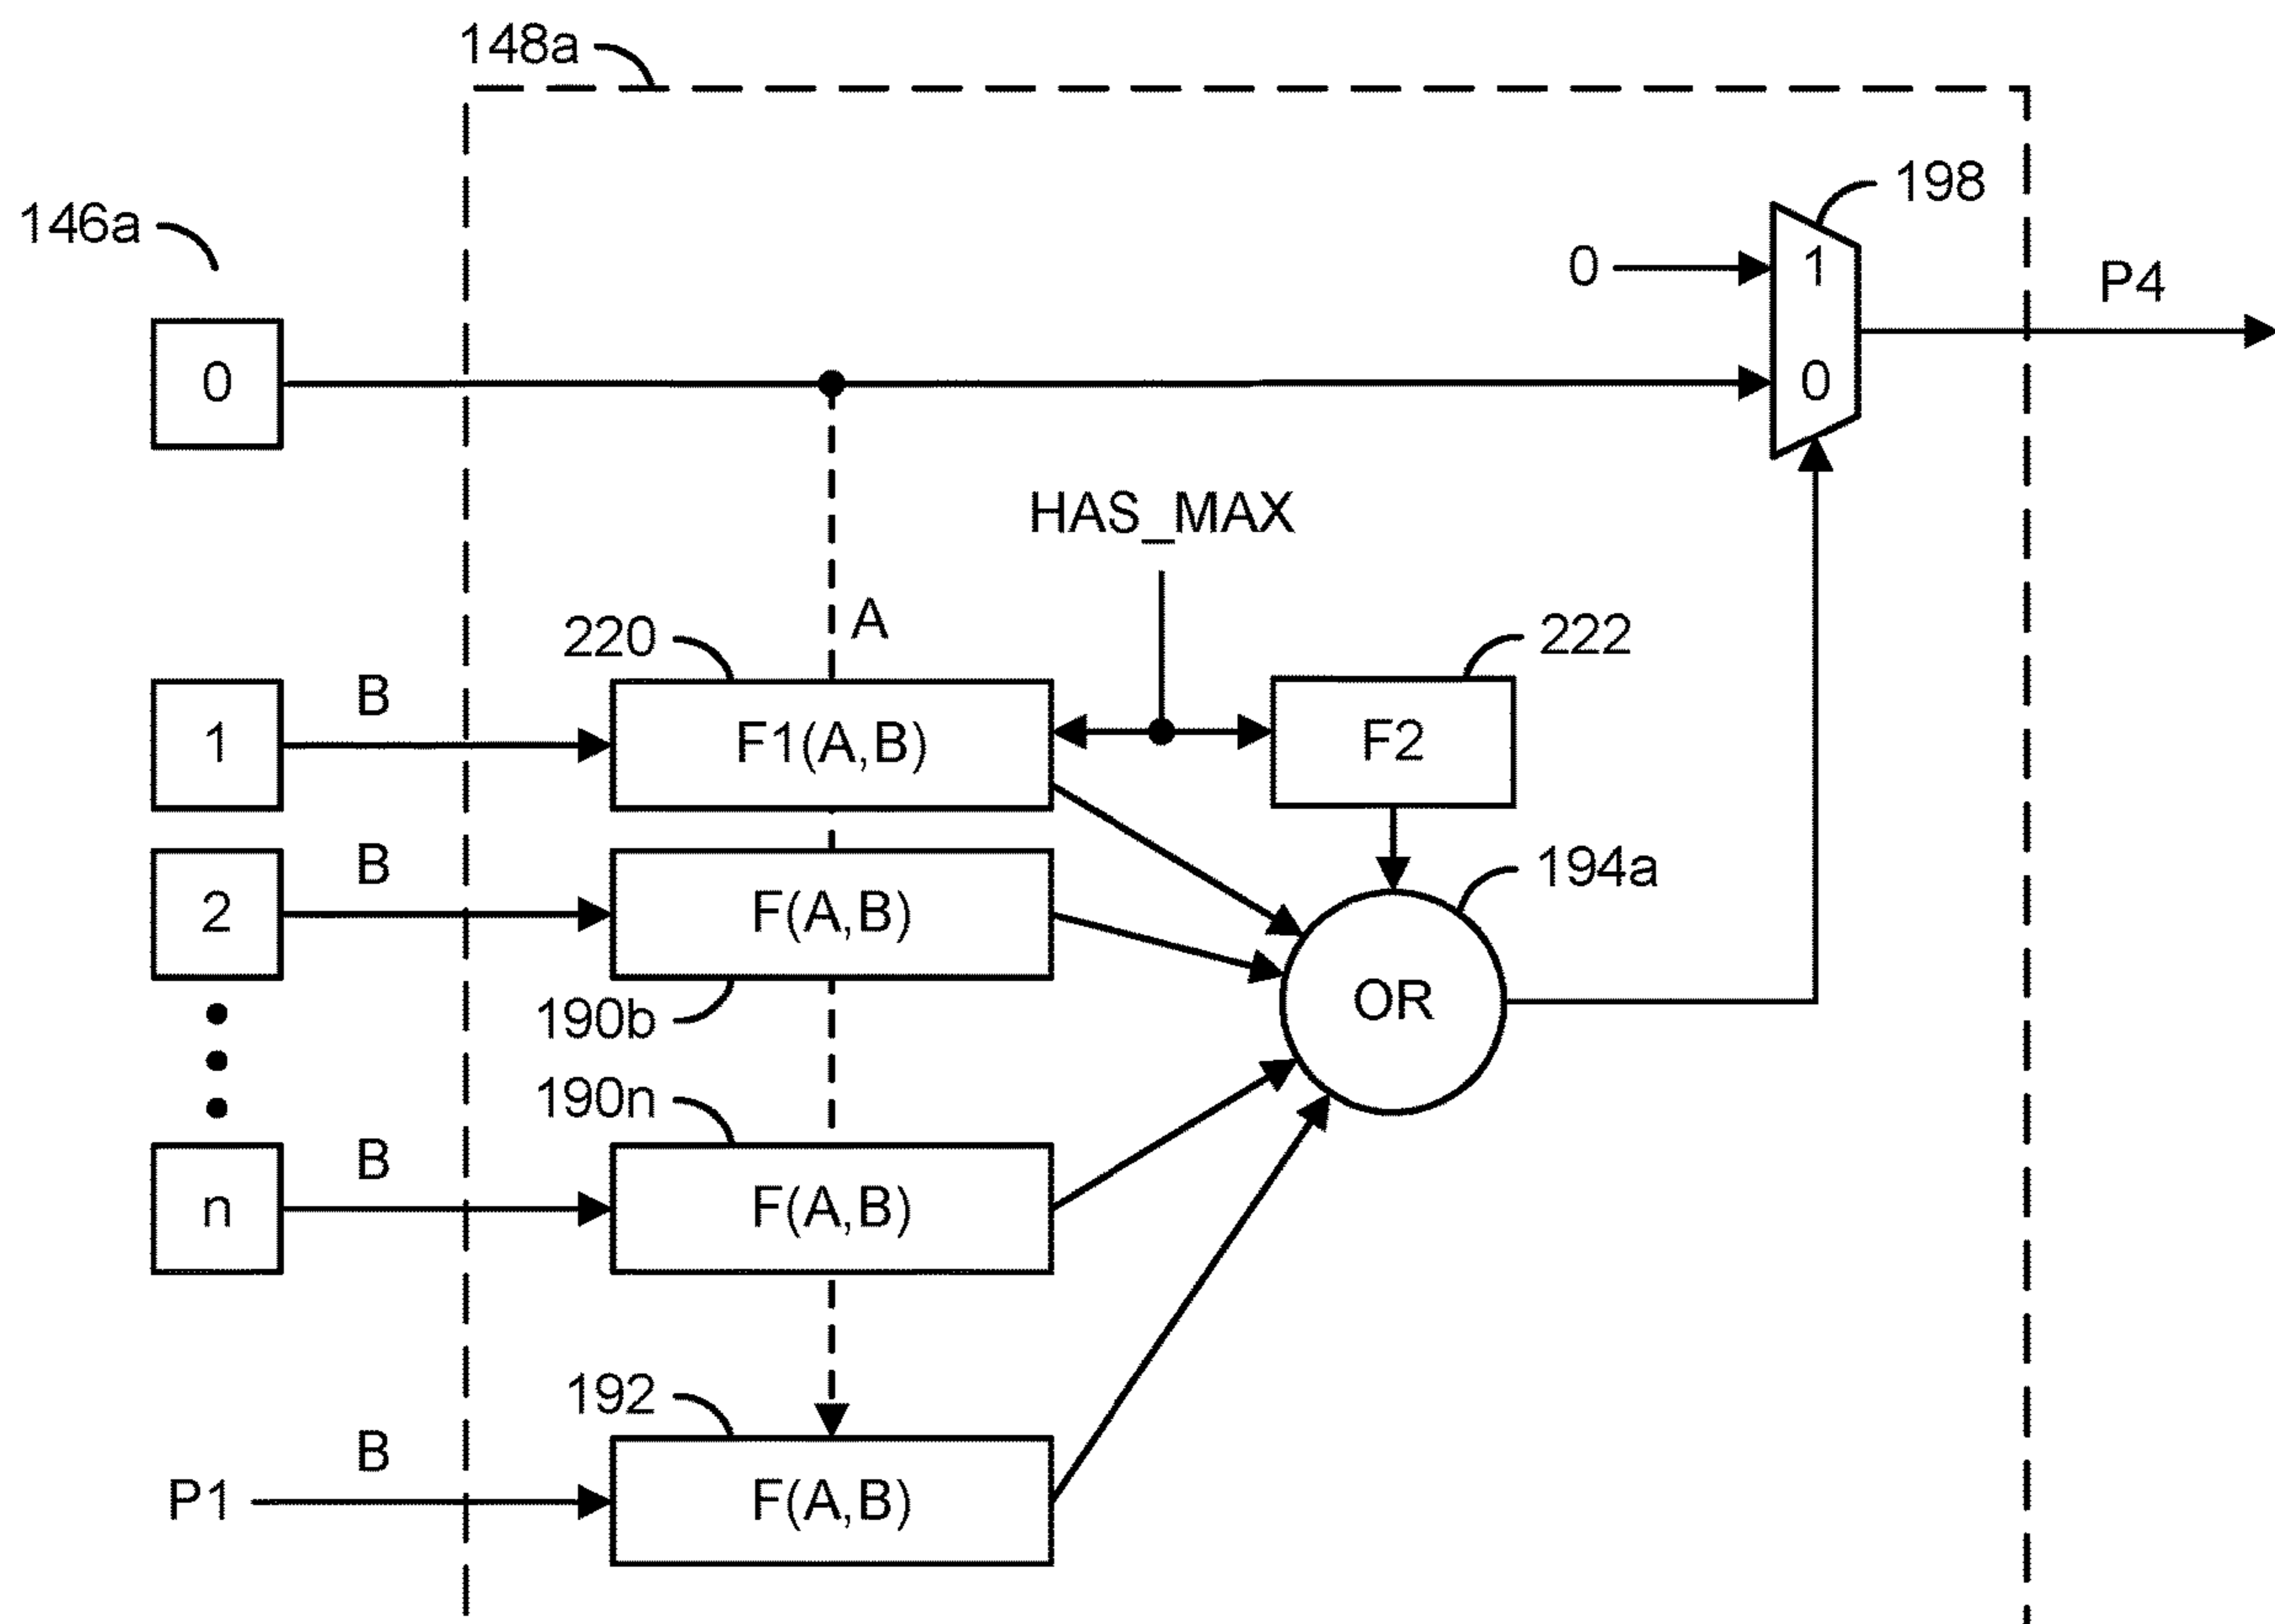 148a
198
146a
0
1
P4
0
0
HAS_MAX
A
220
222
B
1
F1(A,B)
F2
B
194a
2
F(A,B)
190b
OR
190n
B
n
F(A,B)
192
B
P1
F(A,B)